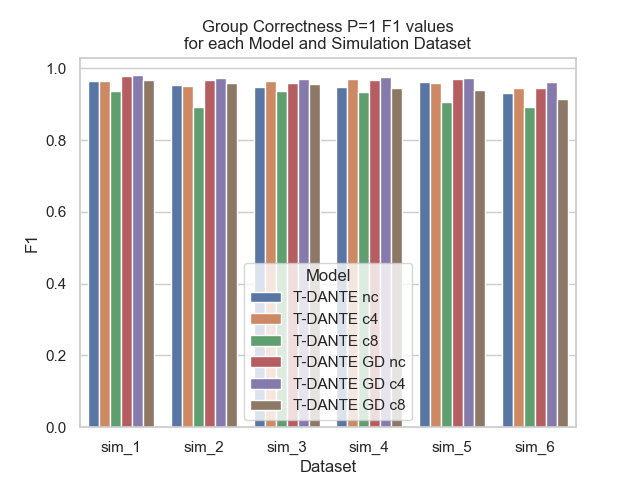 Group Correctness P=1 F1 values
for each Model and Simulation Dataset
F1
1.0
0.8
0.6
0.4
0.2
0.0
Model
T-DANTE nc
T-DANTE c4
T-DANTE c8
T-DANTE GD nc
T-DANTE GD c4
T-DANTE GD c8
sim_1 sim_2 sim_3 sim_4 sim_5 sim_6
Dataset